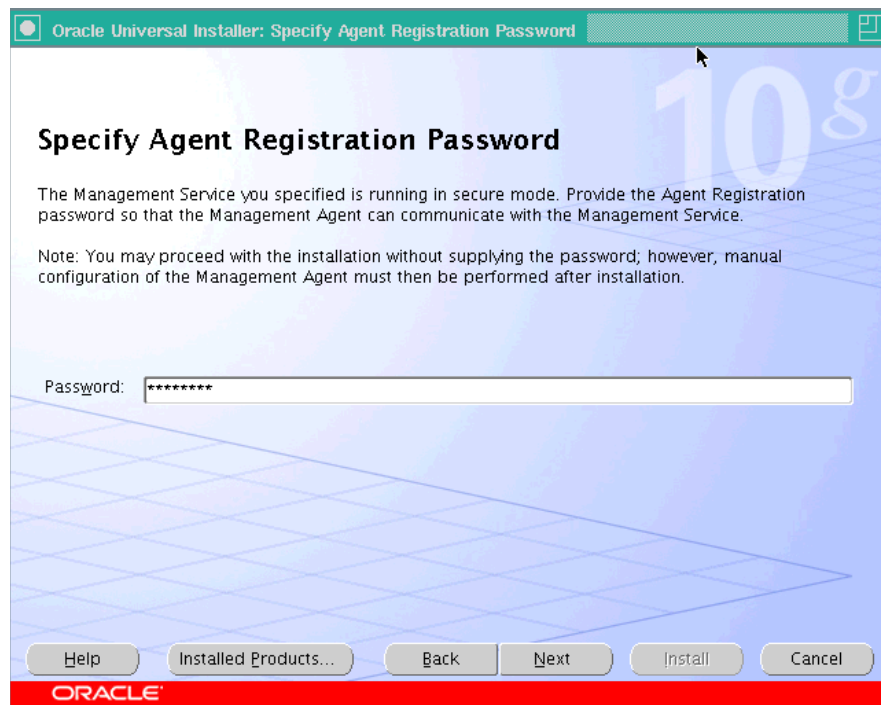 Oracle Universal Installer: Specify Agent Registration Password
10g
Specify Agent Registration Password
The Management Service you specified is running in secure mode. Provide the Agent Registration
password so that the Management Agent can communicate with the Management Service.
Note: You may proceed with the installation without supplying the password; however, manual
configuration of the Management Agent must then be performed after installation.
Password: ********
Help Installed Products... Back Next Install Cancel
ORACLE